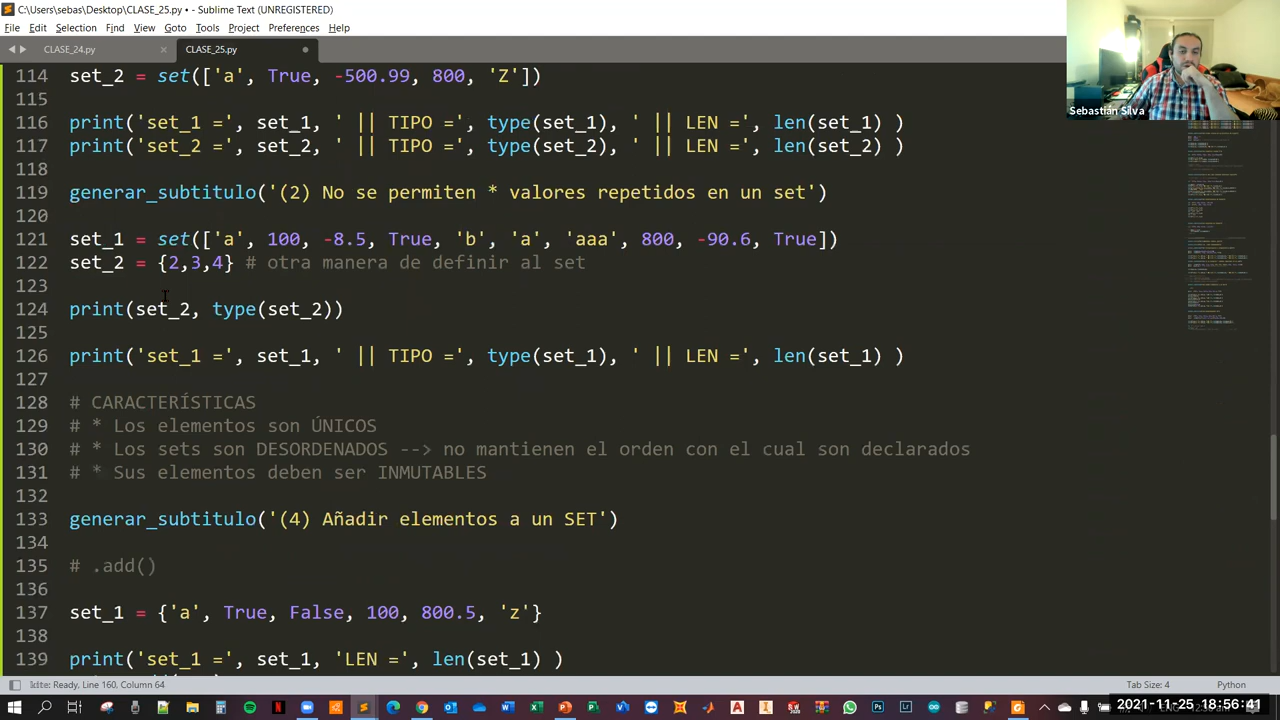 C:\Users\sebas\Desktop\CLASE_25.py • - Sublime Text (UNREGISTERED)
File Edit Selection Find View Goto Tools Project Preferences Help
CLASE_24.py CLASE_25.py
Sebastián Silva
114 set_2 = set(['a', True, -500.99, 800, 'Z'])
115
116 print('set_1 =', set_1, ' || TIPO =', type(set_1), ' || LEN =', len(set_1) )
117 print('set_2 =', set_2, ' || TIPO =', type(set_2), ' || LEN =', len(set_2) )
118
119 generar_subtitulo('(2) No se permiten * valores repetidos en un set')
120
121 set_1 = set(['a', 100, -8.5, True, 'b a', 'aaa', 800, -90.6, True])
122 set_2 = {2,3,4} # otra
123
124 print(set_2, type(set_2))
125
126 print('set_1 =', set_1, ' || TIPO =', type(set_1), ' || LEN =', len(set_1) )
127
128 # CARACTERÍSTICAS
129 # * Los elementos son ÚNICOS
130 # * Los sets son DESORDENADOS --> no mantienen el orden con el cual son declarados
131 # * Sus elementos deben ser INMUTABLES
132
133 generar_subtitulo('(4) Añadir elementos a un SET')
134
135 # .add()
136
137 set_1 = {'a', True, False, 100, 800.5, 'z'}
138
139 print('set_1 =', set_1, 'LEN =', len(set_1) )
Ready, Line 160, Column 64 Tab Size: 4 Python
2021-11-25 18:56:41